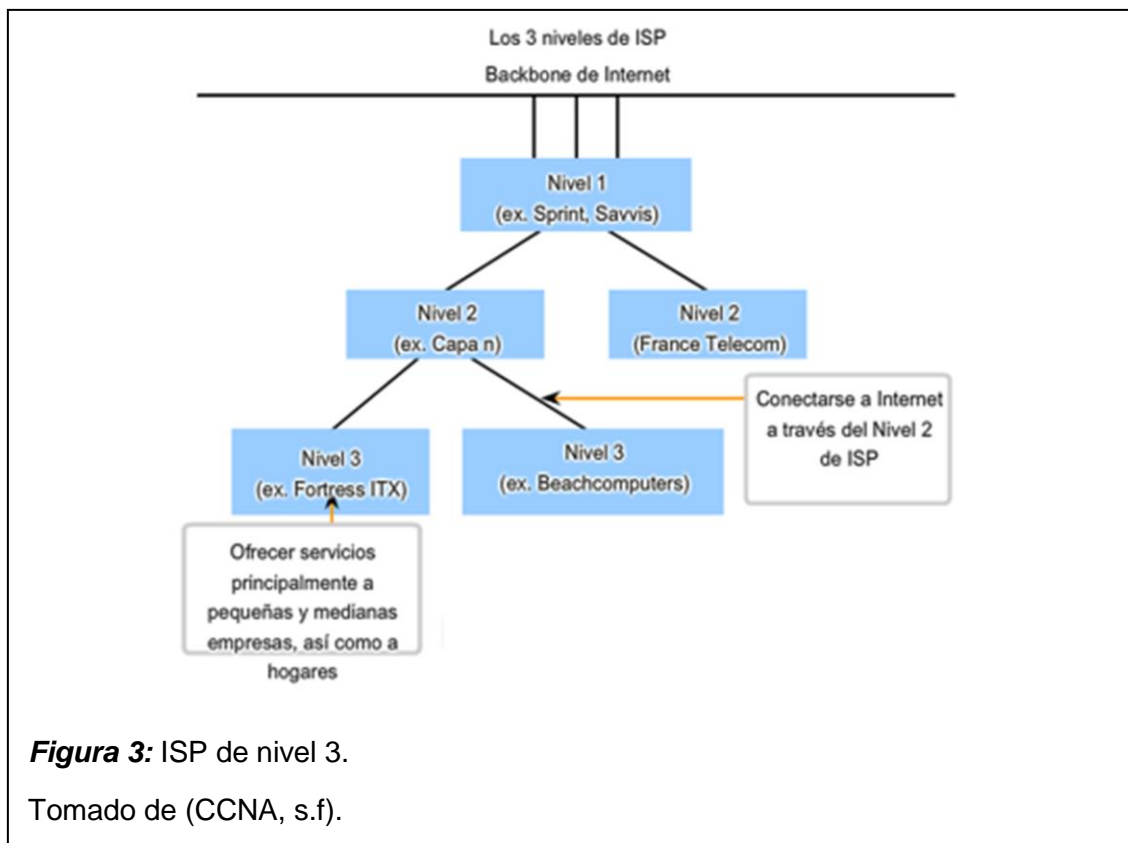 Los 3 niveles de ISP
Backbone de Internet
Nivel 1
(ex. Sprint, Savvis)
Nivel 2
(ex. Capa n)
Nivel 2
(France Telecom)
Conectarse a Internet
a través del Nivel 2
de ISP
Nivel 3
(ex. Fortress ITX)
Nivel 3
(ex. Beachcomputers)
Ofrecer servicios
principalmente a
pequeñas y medianas
empresas, así como a
hogares
Figura 3: ISP de nivel 3.
Tomado de (CCNA, s.f).